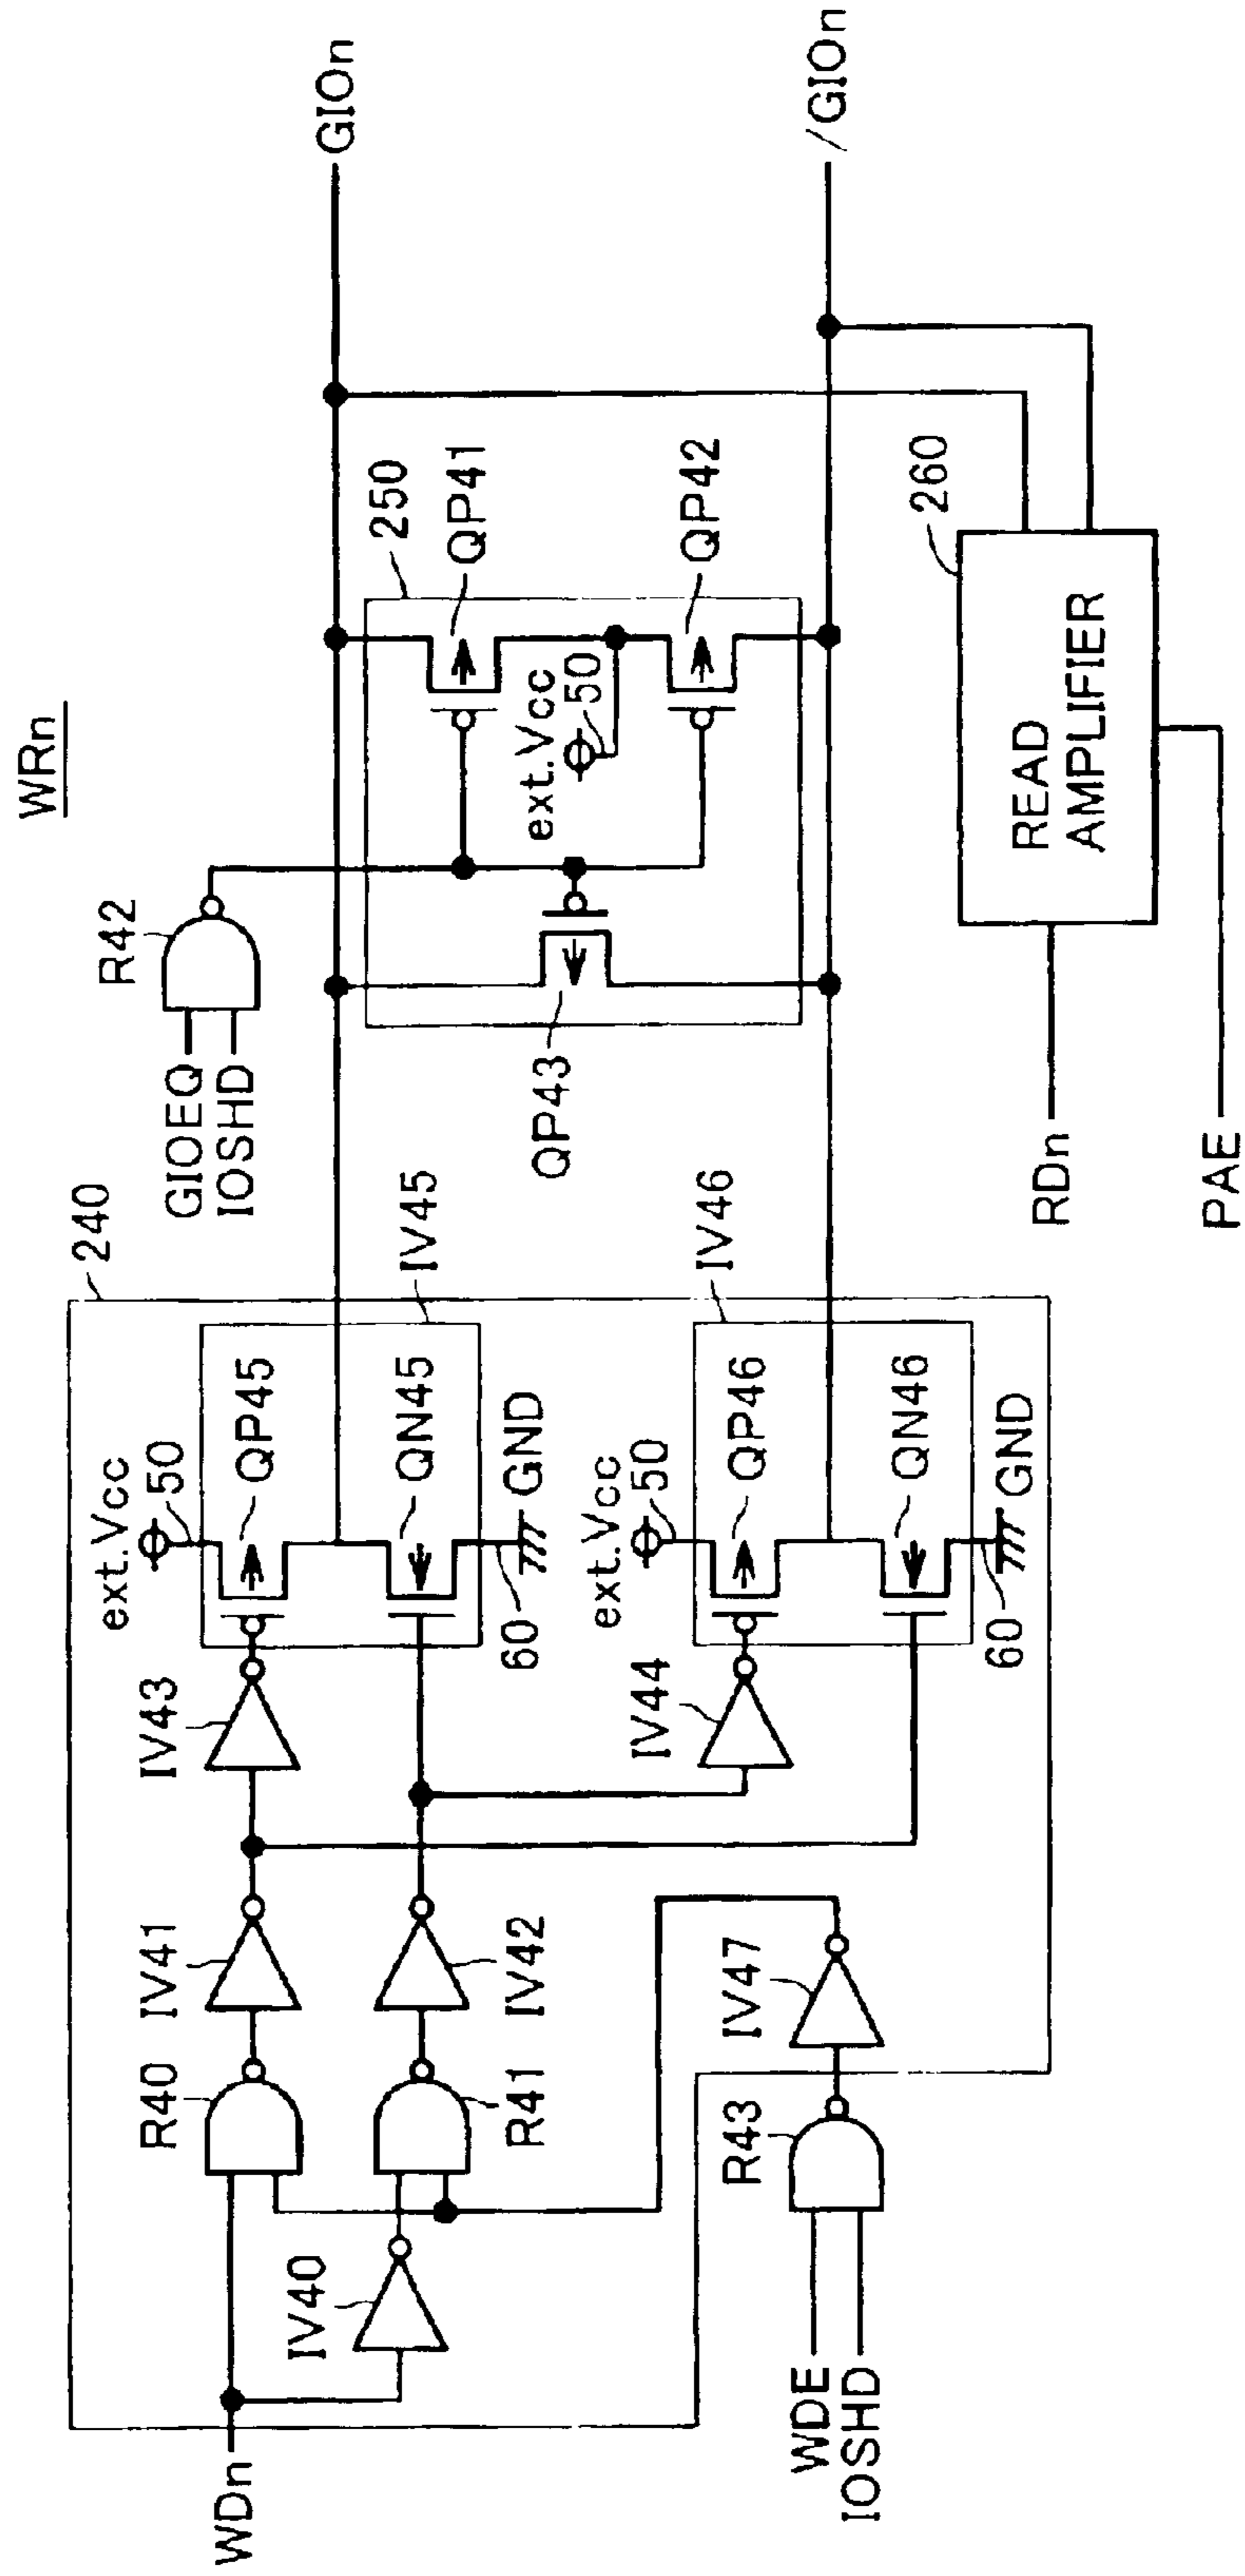 WRn
WDn
IV40
R40
R41
IV41
IV42
IV43
IV44
ext.Vcc
50
QP45
QN45
60
GND
IV45
240
ext.Vcc
50
QP46
QN46
60
GND
IV46
WDE
IOSHD
R43
IV47
GIOEQ
IOSHD
R42
QP43
ext.Vcc
50
250
QP41
QP42
GIOn
/GIOn
260
READ
AMPLIFIER
RDn
PAE